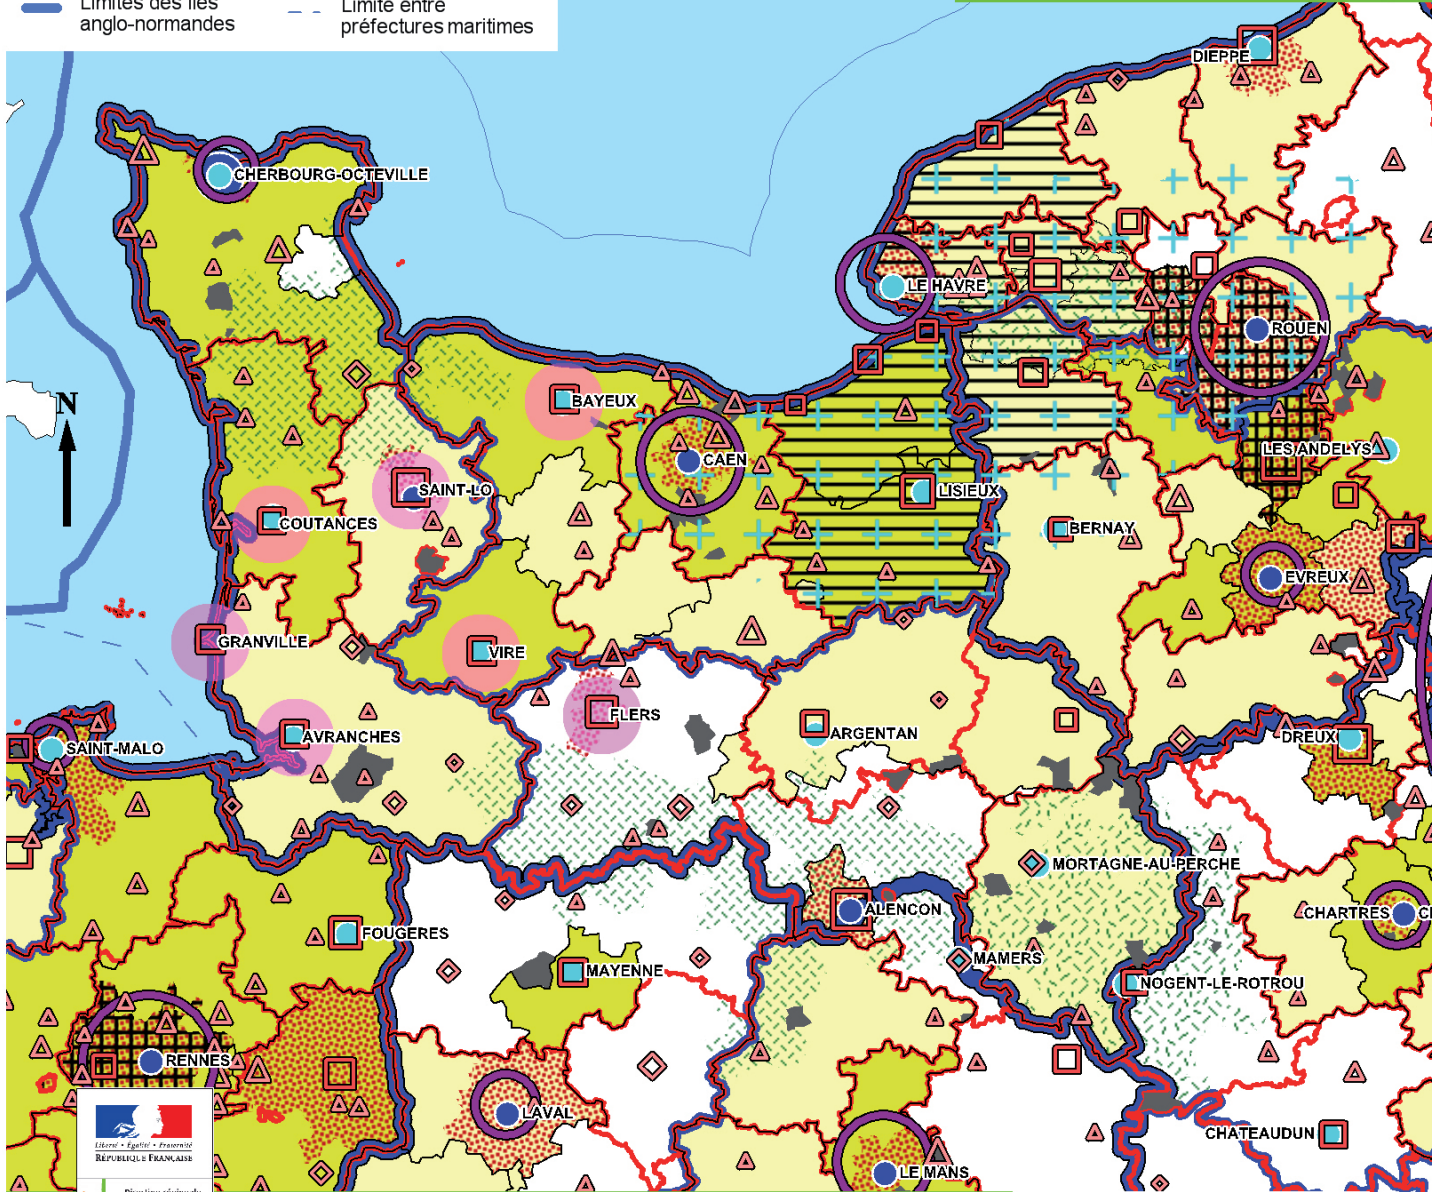 Limites des îles
anglo-normandes
Limite entre
préfectures maritimes
DIEPPE
CHERBOURG-OCTEVILLE
LE HAVRE
ROUEN
N
BAYEUX
CAEN
LES ANDELYS
SAINT-LO
LISIEUX
COUTANCES
BERNAY
EVREUX
GRANVILLE
VIRE
FLERS
AVRANCHES
ARGENTAN
SAINT-MALO
DREUX
MORTAGNE-AU-PERCHE
ALENCON
CHARTRES
FOUGERES
MAMERS
MAYENNE
NOGENT-LE-ROTROU
RENNES
LAVAL
CHATEAUDUN
LE MANS
Liberté • Égalité • Fraternité
RÉPUBLIQUE FRANÇAISE